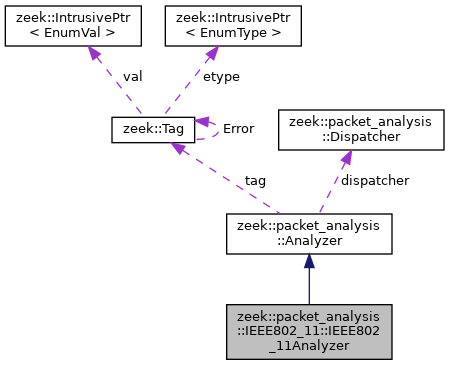 zeek::IntrusivePtr
< EnumVal >
zeek::IntrusivePtr
< EnumType >
val
etype
zeek::Tag
Error
zeek::packet_analysis
::Dispatcher
tag
dispatcher
zeek::packet_analysis
::Analyzer
zeek::packet_analysis
::IEEE802_11::IEEE802
_11Analyzer